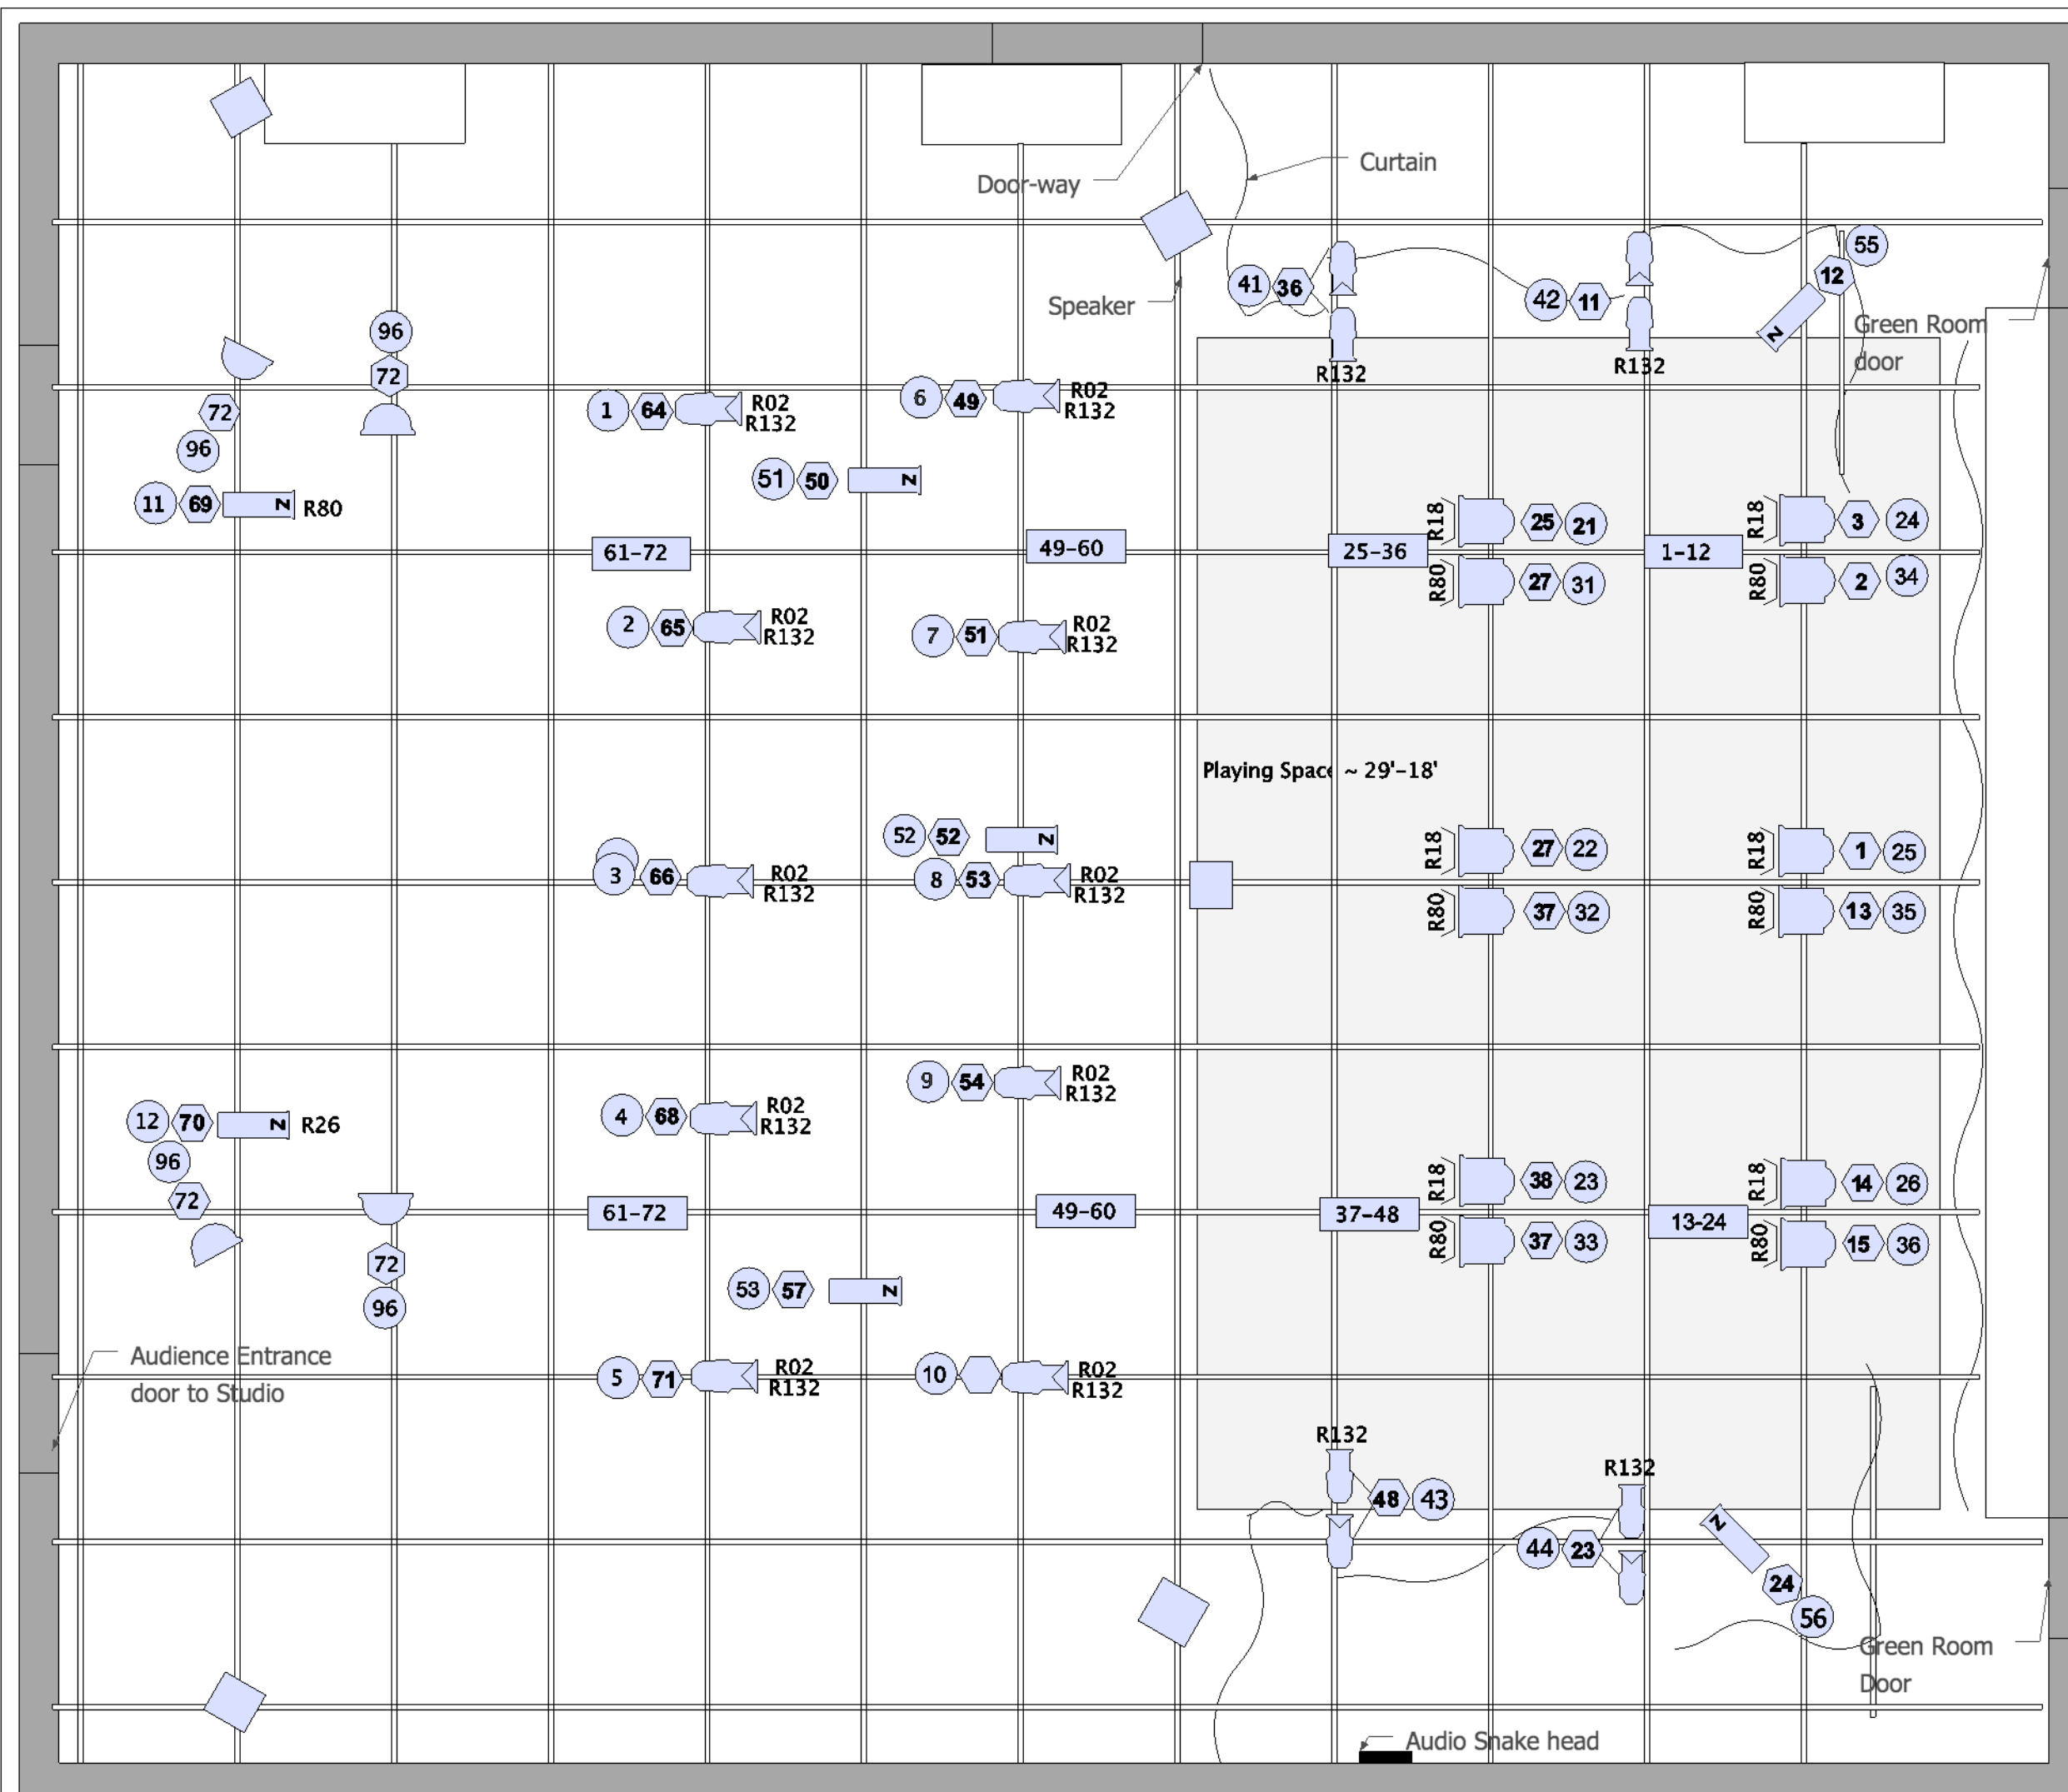 Door-way
Curtain
Speaker
55
12
N
Green Room
door
41
36
42
11
R132
R132
96
72
72
96
11
69
N
R80
1
64
R02
R132
6
49
R02
R132
51
50
N
61-72
49-60
25-36
1-12
R18
25
21
R80
27
31
R18
3
24
R80
2
34
2
65
R02
R132
7
51
R02
R132
Playing Space ~ 29'-18'
52
52
N
3
66
R02
R132
8
53
R02
R132
R18
27
22
R80
37
32
R18
1
25
R80
13
35
9
54
R02
R132
12
70
N
R26
96
72
4
68
R02
R132
61-72
49-60
37-48
13-24
R18
38
23
R80
37
33
R18
14
26
R80
15
36
72
96
53
57
N
Audience Entrance
door to Studio
5
71
R02
R132
10
R02
R132
R132
48
43
R132
44
23
N
24
56
Green Room
Door
Audio Snake head